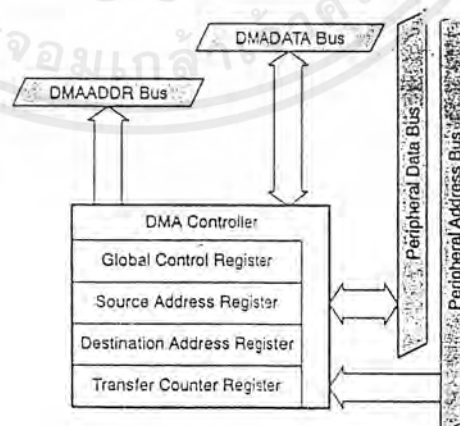 DMADATA Bus
DMAADDR Bus
DMA Controller
Global Control Register
Source Address Register
Destination Address Register
Transfer Counter Register
Peripheral Data Bus
Peripheral Address Bus